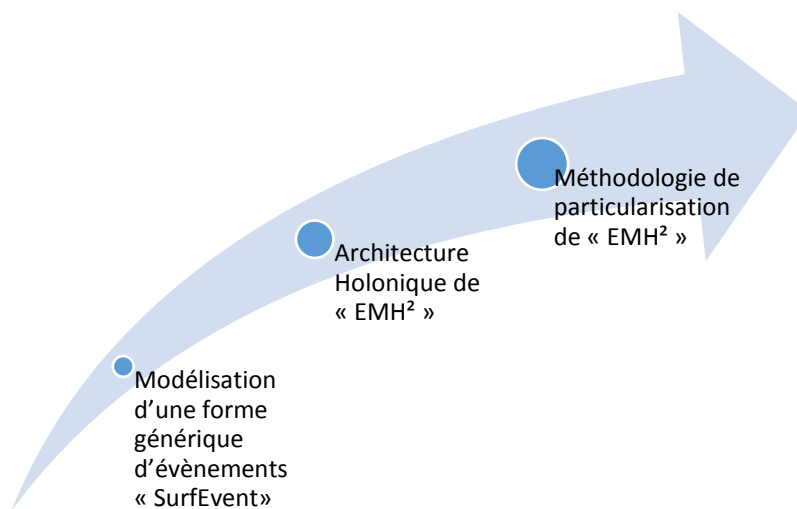 Méthodologie de
particularisation
de « EMH² »
Architecture
Holonique de
« EMH² »
Modélisation
d’une forme
générique
d’évènements
« SurfEvent»